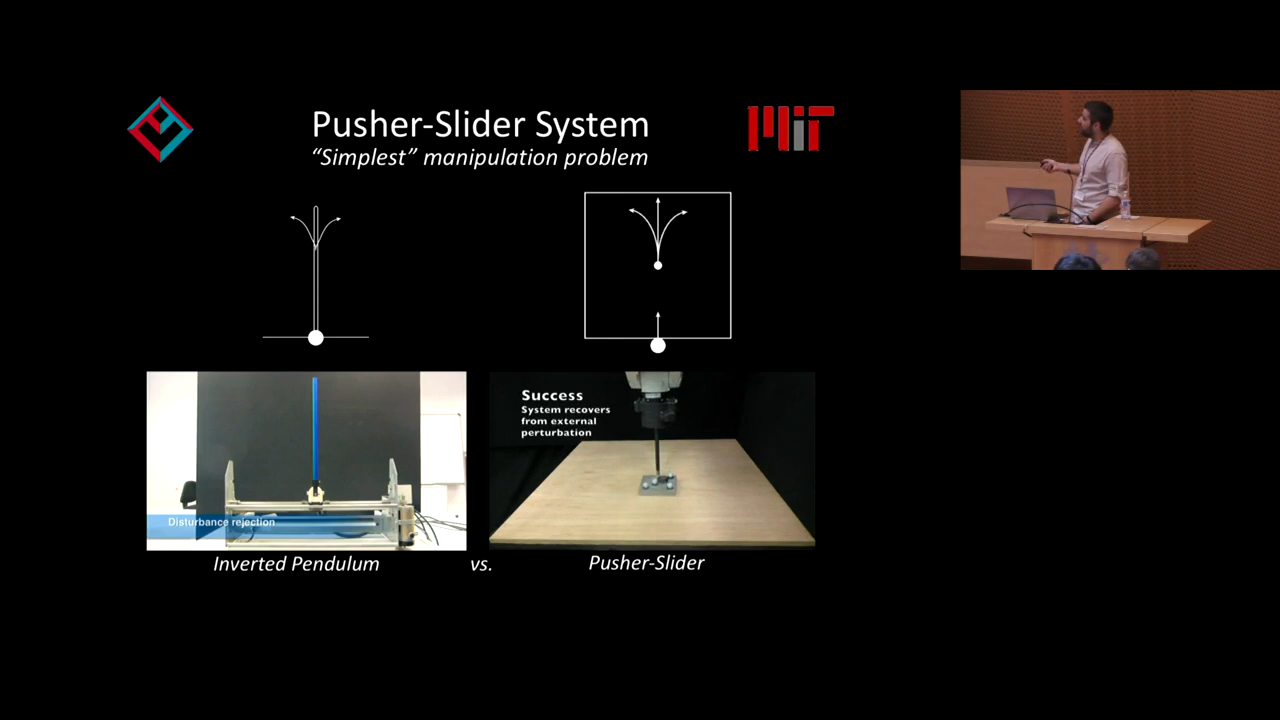 Pusher-Slider System
“Simplest” manipulation problem
MiT
Success
System recovers
from external
perturbation
Disturbance rejection
Inverted Pendulum
vs.
Pusher-Slider